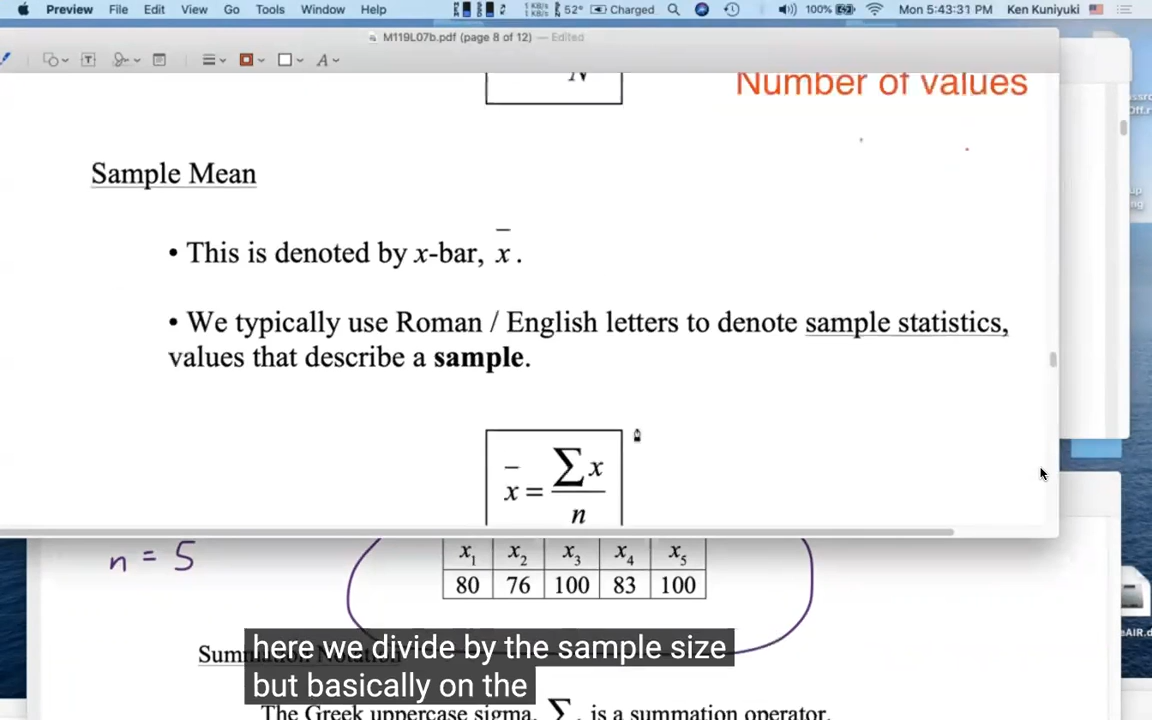 Preview File Edit View Go Tools Window Help 52° Charged 100% Mon 5:43:31 PM Ken Kuniyuki
M119L07b.pdf (page 8 of 12) — Edited
N
Number of values
Sample Mean
• This is denoted by x-bar, x̄ .
• We typically use Roman / English letters to denote sample statistics,
values that describe a sample.
x̄ = ∑ x
n
n = 5
x₁ x₂ x₃ x₄ x₅
80 76 100 83 100
here we divide by the sample size
but basically on the
The Greek uppercase sigma, ∑ , is a summation operator.